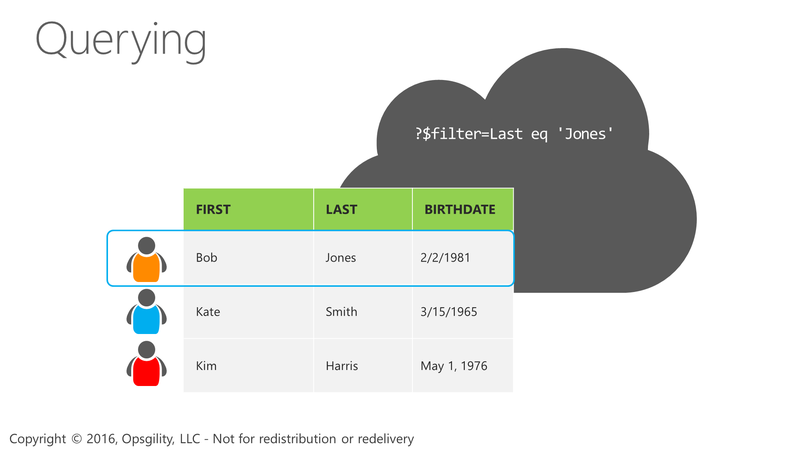 Querying
?$filter=Last eq 'Jones'
FIRST LAST BIRTHDATE
Bob Jones 2/2/1981
Kate Smith 3/15/1965
Kim Harris May 1, 1976
Copyright © 2016, Opsgility, LLC - Not for redistribution or redelivery